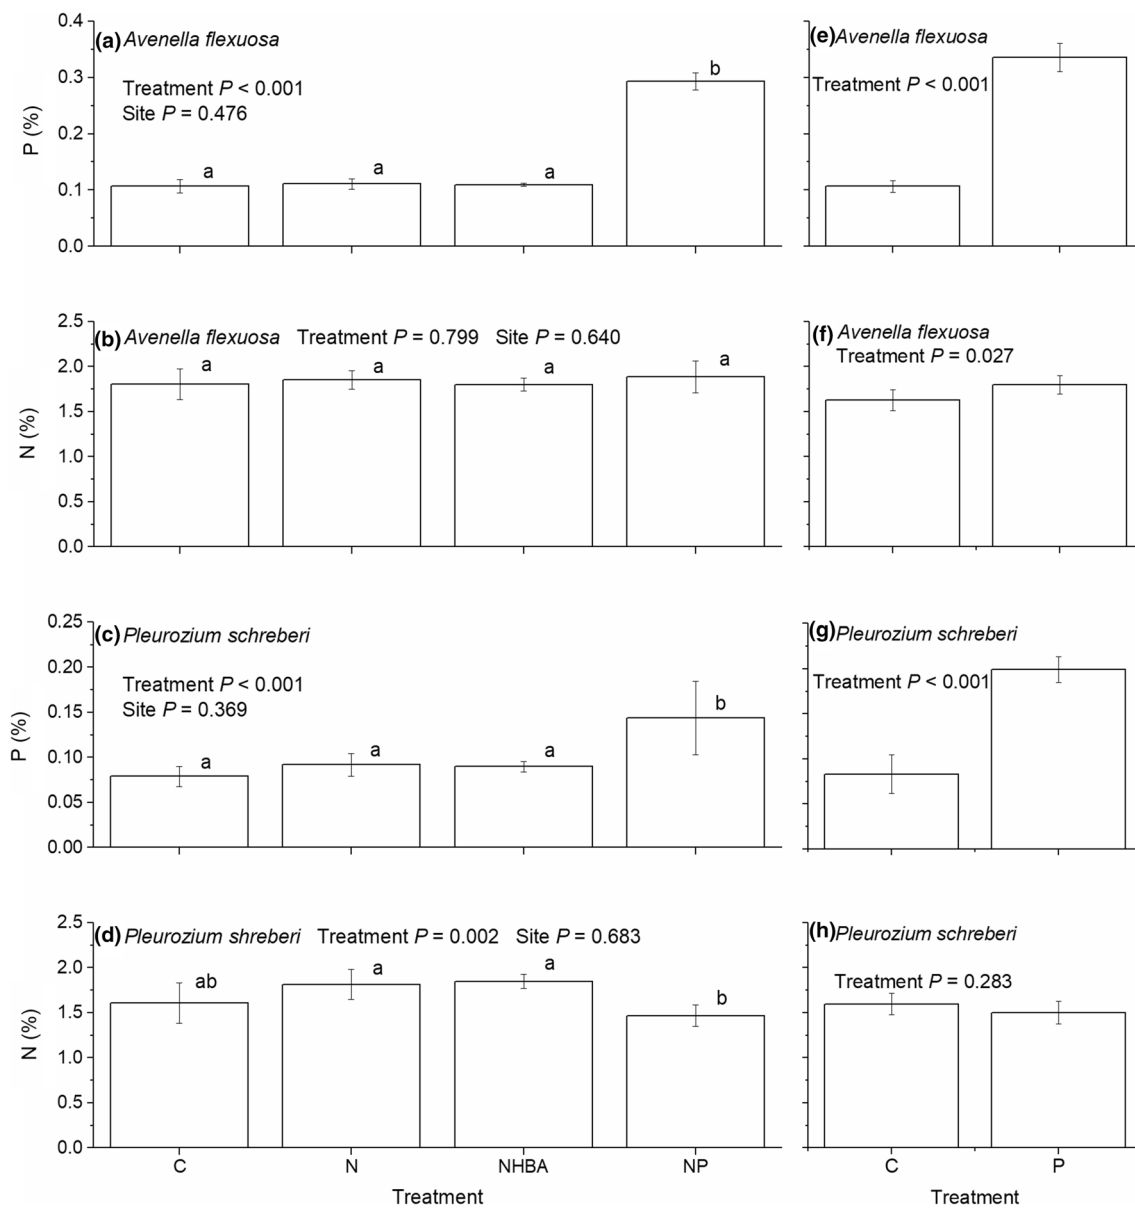 (a) Avenella flexuosa
Treatment P < 0.001
Site P = 0.476
P (%)
0.4
0.3
0.2
0.1
0.0
a
a
a
b
(e) Avenella flexuosa
Treatment P < 0.001
(b) Avenella flexuosa Treatment P = 0.799 Site P = 0.640
N (%)
2.5
2.0
1.5
1.0
0.5
0.0
a
a
a
a
(f) Avenella flexuosa
Treatment P = 0.027
(c) Pleurozium schreberi
Treatment P < 0.001
Site P = 0.369
P (%)
0.25
0.20
0.15
0.10
0.05
0.00
a
a
a
b
(g) Pleurozium schreberi
Treatment P < 0.001
(d) Pleurozium shreberi Treatment P = 0.002 Site P = 0.683
N (%)
2.5
2.0
1.5
1.0
0.5
0.0
ab
a
a
b
C
N
NHBA
NP
Treatment
(h) Pleurozium schreberi
Treatment P = 0.283
C
P
Treatment